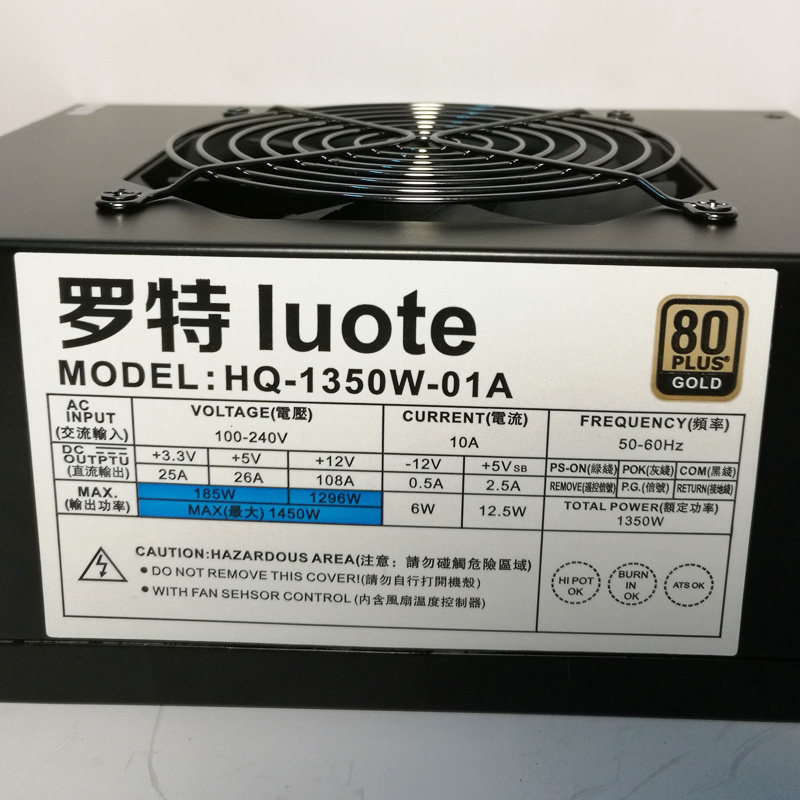 罗特 luote
80
PLUS®
GOLD
MODEL:HQ-1350W-01A
AC
INPUT
(交流輸入)
VOLTAGE(電壓)
100-240V
CURRENT(電流)
10A
FREQUENCY(頻率)
50-60Hz
DC
OUTPTU
(直流輸出)
+3.3V +5V +12V -12V +5VSB
25A 26A 108A 0.5A 2.5A
PS-ON(綠綫) POK(灰綫) COM(黑綫)
REMOVE(遥控信號) P.G.(信號) RETURN(接地綫)
MAX.
(輸出功率)
185W 1296W
MAX(最大) 1450W
6W 12.5W
TOTAL POWER(額定功率)
1350W
CAUTION:HAZARDOUS AREA(注意：請勿碰觸危險區域)
• DO NOT REMOVE THIS COVER!(請勿自行打開機殼)
• WITH FAN SENSOR CONTROL (內含風扇溫度控制器)
HI POT
OK
BURN
IN
OK
ATS OK